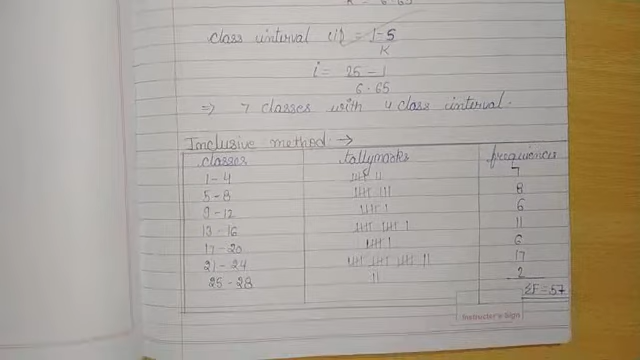 class interval (i) = L-S
K
i = 25 - 1
6.65
⇒ 7 classes with 4 class interval.
Inclusive method →
classes tallymarks frequencies
1-4 𝍸 || 7
5-8 𝍸 ||| 8
9-12 𝍸 | 6
13-16 𝍸 𝍸 | 11
17-20 𝍸 | 6
21-24 𝍸 𝍸 𝍸 || 17
25-28 || 2
ΣF = 57
Instructor's Sign